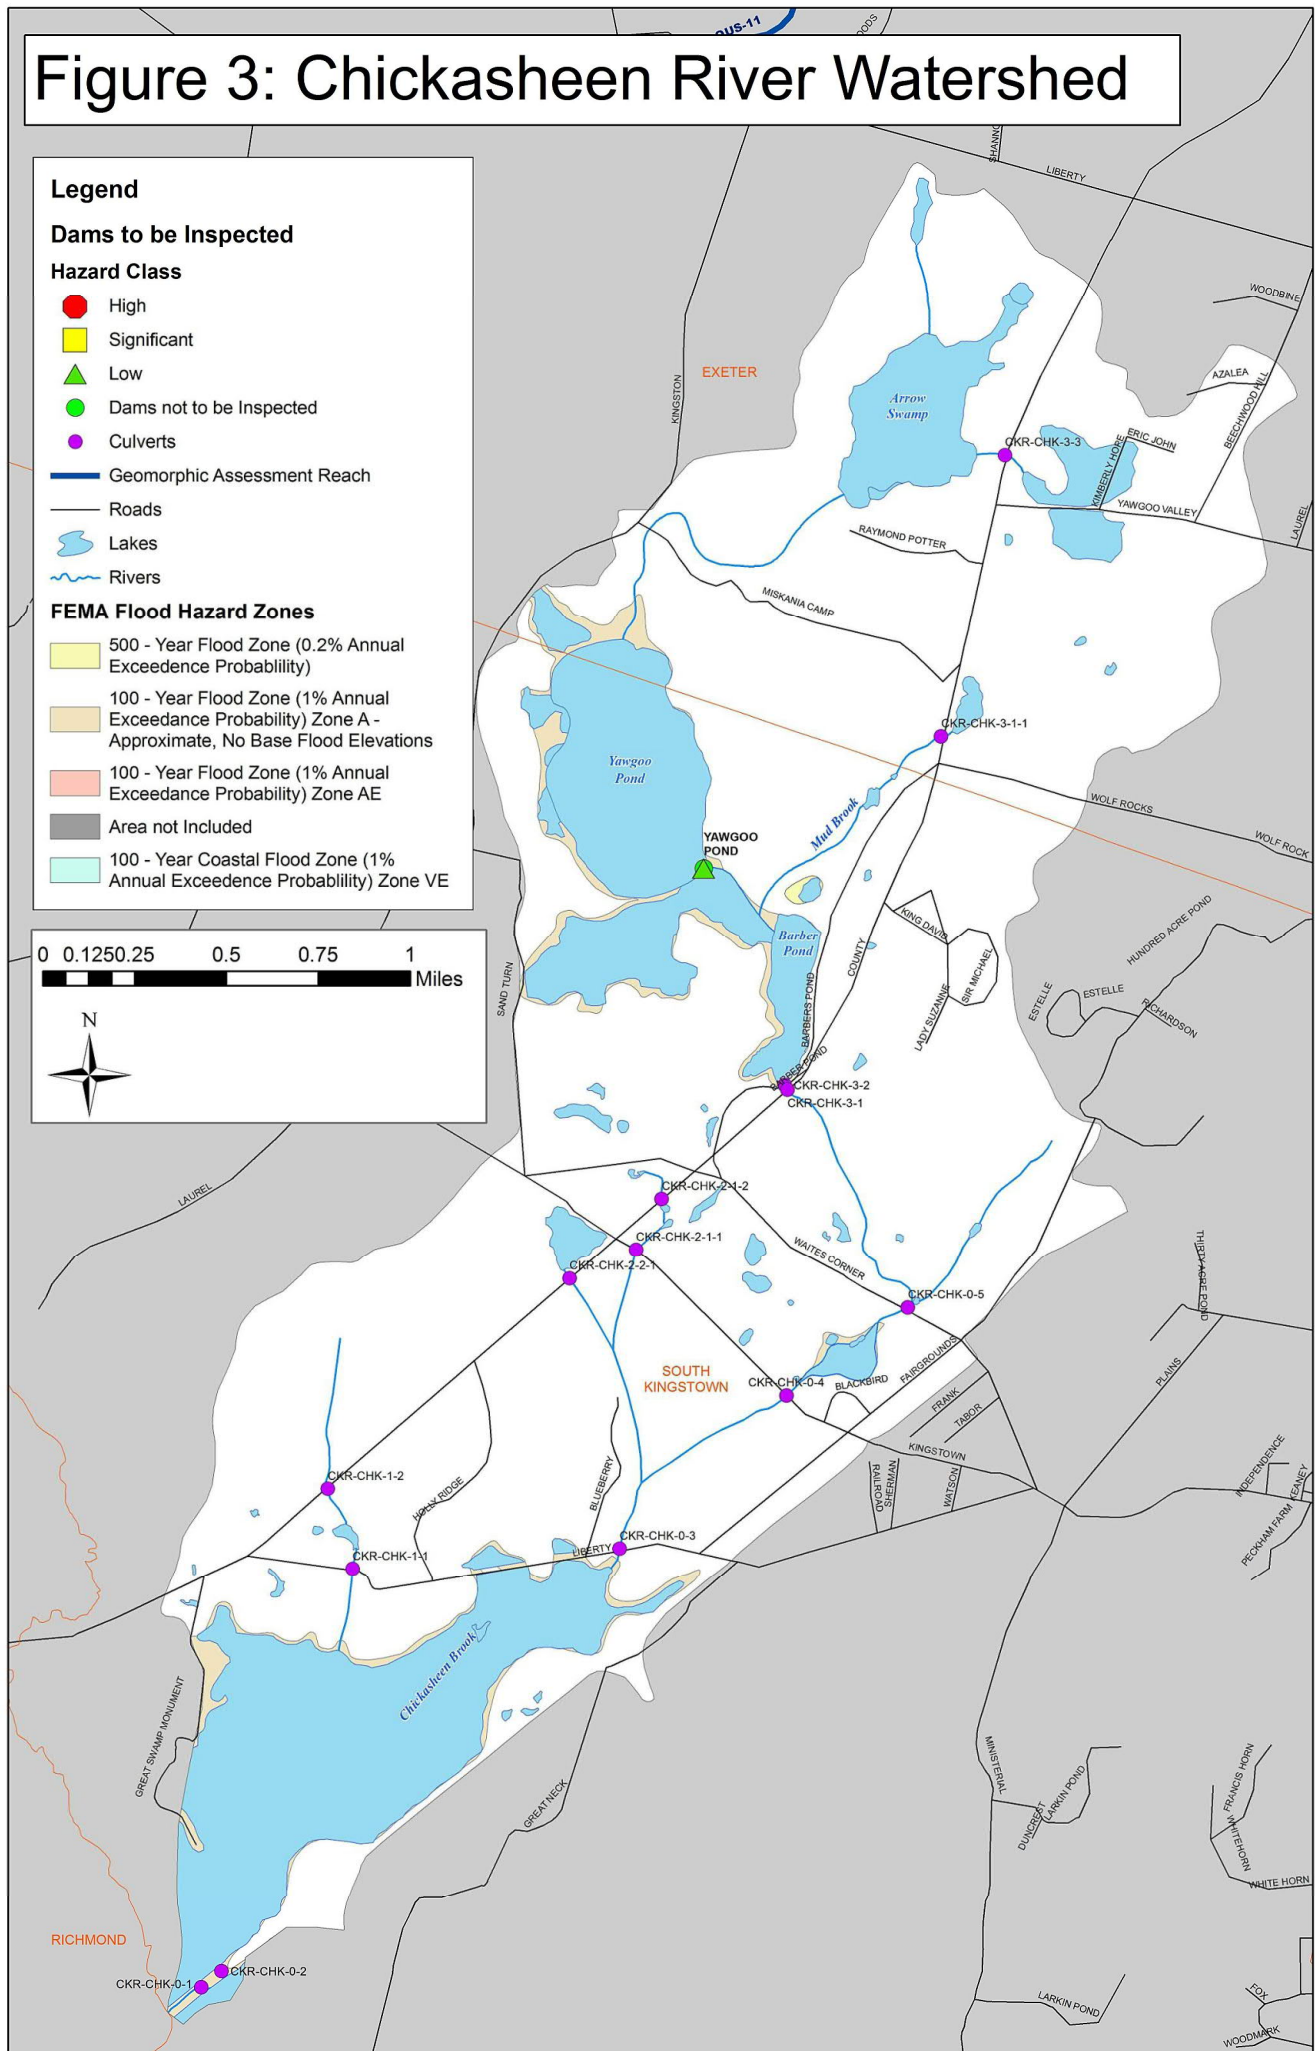 OUS-11
OODS
Figure 3: Chickasheen River Watershed
Legend
Dams to be Inspected
Hazard Class
High
Significant
Low
Dams not to be Inspected
Culverts
Geomorphic Assessment Reach
Roads
Lakes
Rivers
FEMA Flood Hazard Zones
500 - Year Flood Zone (0.2% Annual
Exceedence Probablility)
100 - Year Flood Zone (1% Annual
Exceedance Probability) Zone A -
Approximate, No Base Flood Elevations
100 - Year Flood Zone (1% Annual
Exceedance Probability) Zone AE
Area not Included
100 - Year Coastal Flood Zone (1%
Annual Exceedence Probablility) Zone VE
0 0.1250.25 0.5 0.75 1
Miles
N
SHANNO
LIBERTY
WOODBINE
AZALEA
BEECHWOOD HILL
EXETER
KINGSTON
Arrow
Swamp
CKR-CHK-3-3
ERIC JOHN
KIMBERLY HOPE
YAWGOO VALLEY
LAUREL
RAYMOND POTTER
MISKANIA CAMP
CKR-CHK-3-1-1
Yawgoo
Pond
Mud Brook
WOLF ROCKS
WOLF ROCK
YAWGOO
POND
KING DAVID
HUNDRED ACRE POND
Barber
Pond
COUNTY
SIR MICHAEL
SAND TURN
BARBERS POND
LADY SUZANNE
ESTELLE
ESTELLE
RICHARDSON
BARBER POND
CKR-CHK-3-2
CKR-CHK-3-1
LAUREL
CKR-CHK-2-1-2
CKR-CHK-2-1-1
CKR-CHK-2-2-1
WAITES CORNER
THIRTY ACRE POND
CKR-CHK-0-5
SOUTH
KINGSTOWN
FAIRGROUNDS
CKR-CHK-0-4
BLACKBIRD
PLAINS
FRANK
TABOR
KINGSTOWN
RAILROAD
SHERMAN
WATSON
INDEPENDENCE
KEANEY
PECKHAM FARM
CKR-CHK-1-2
HOLLY RIDGE
BLUEBERRY
CKR-CHK-0-3
LIBERTY
CKR-CHK-1-1
Chickasheen Brook
GREAT SWAMP MONUMENT
GREAT NECK
MINISTERIAL
LARKIN POND
DUNCREST
FRANCIS HORN
WHITEHORN
WHITE HORN
RICHMOND
CKR-CHK-0-2
CKR-CHK-0-1
LARKIN POND
FOX
WOODMARK